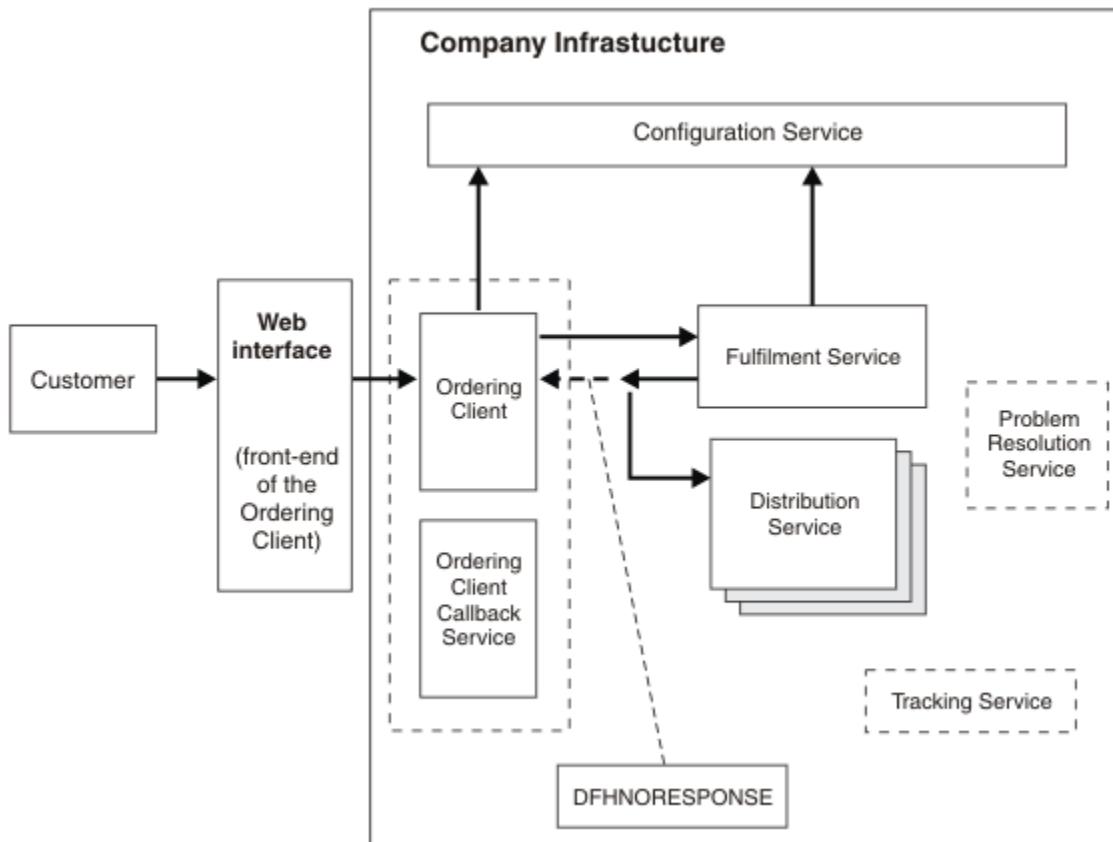 Company Infrastucture
Configuration Service
Customer
Web
interface
(front-end
of the
Ordering
Client)
Ordering
Client
Fulfilment Service
Problem
Resolution
Service
Distribution
Service
Ordering
Client
Callback
Service
Tracking Service
DFHNORESPONSE